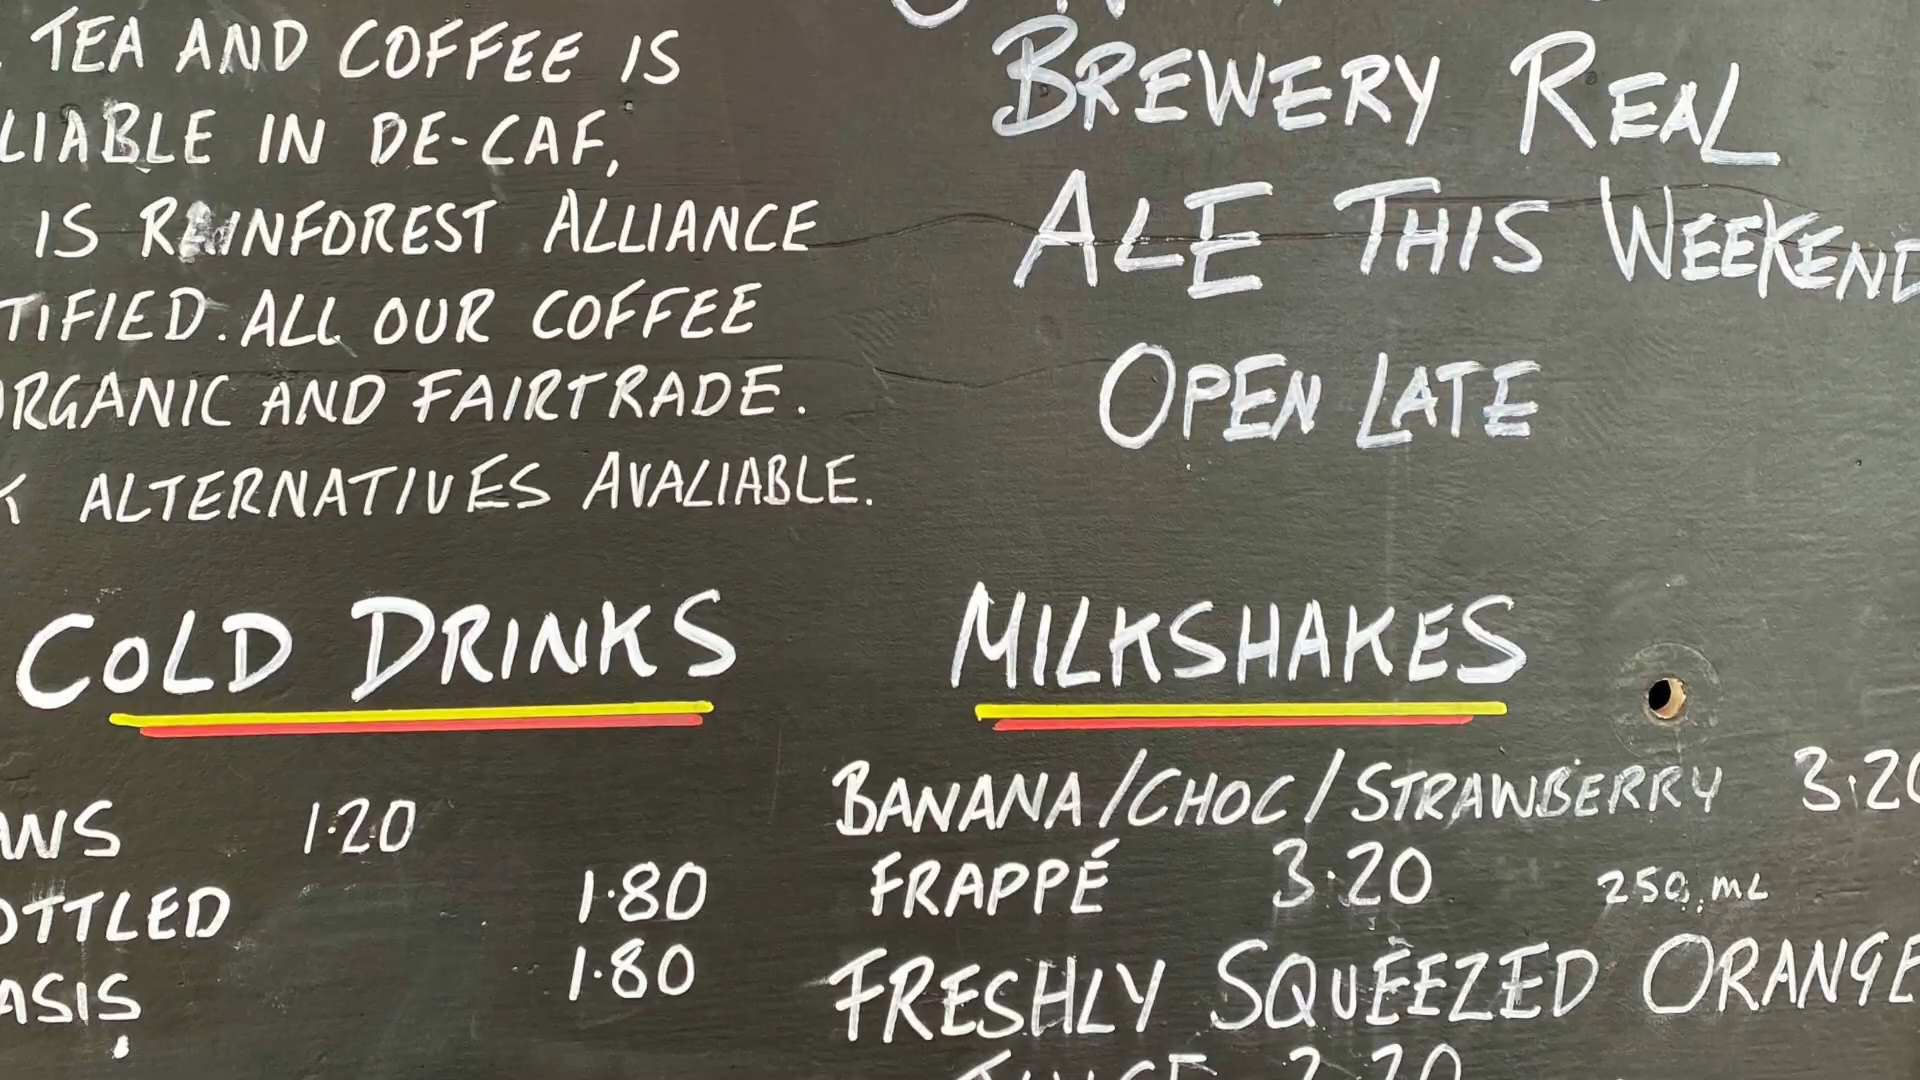 TEA AND COFFEE IS
LIABLE IN DE-CAF,
IS RAINFOREST ALLIANCE
TIFIED. ALL OUR COFFEE
ORGANIC AND FAIRTRADE.
K ALTERNATIVES AVALIABLE.
BREWERY REAL
ALE THIS WEEKEND
OPEN LATE
COLD DRINKS
WS 1.20
OTTLED 1.80
ASIS 1.80
MILKSHAKES
BANANA/CHOC/STRAWBERRY 3.20
FRAPPÉ 3.20 250mL
FRESHLY SQUEEZED ORANGE
JUICE